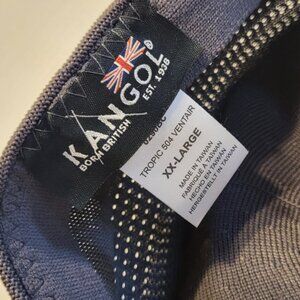 KANGOL®
BORN BRITISH EST. 1938
TROPIC 504 VENTAIR
XX-LARGE
MADE IN TAIWAN
FABRIQUÉ A TAIWAN
HECHO EN TAIWÁN
HERGESTELLT IN TAIWAN